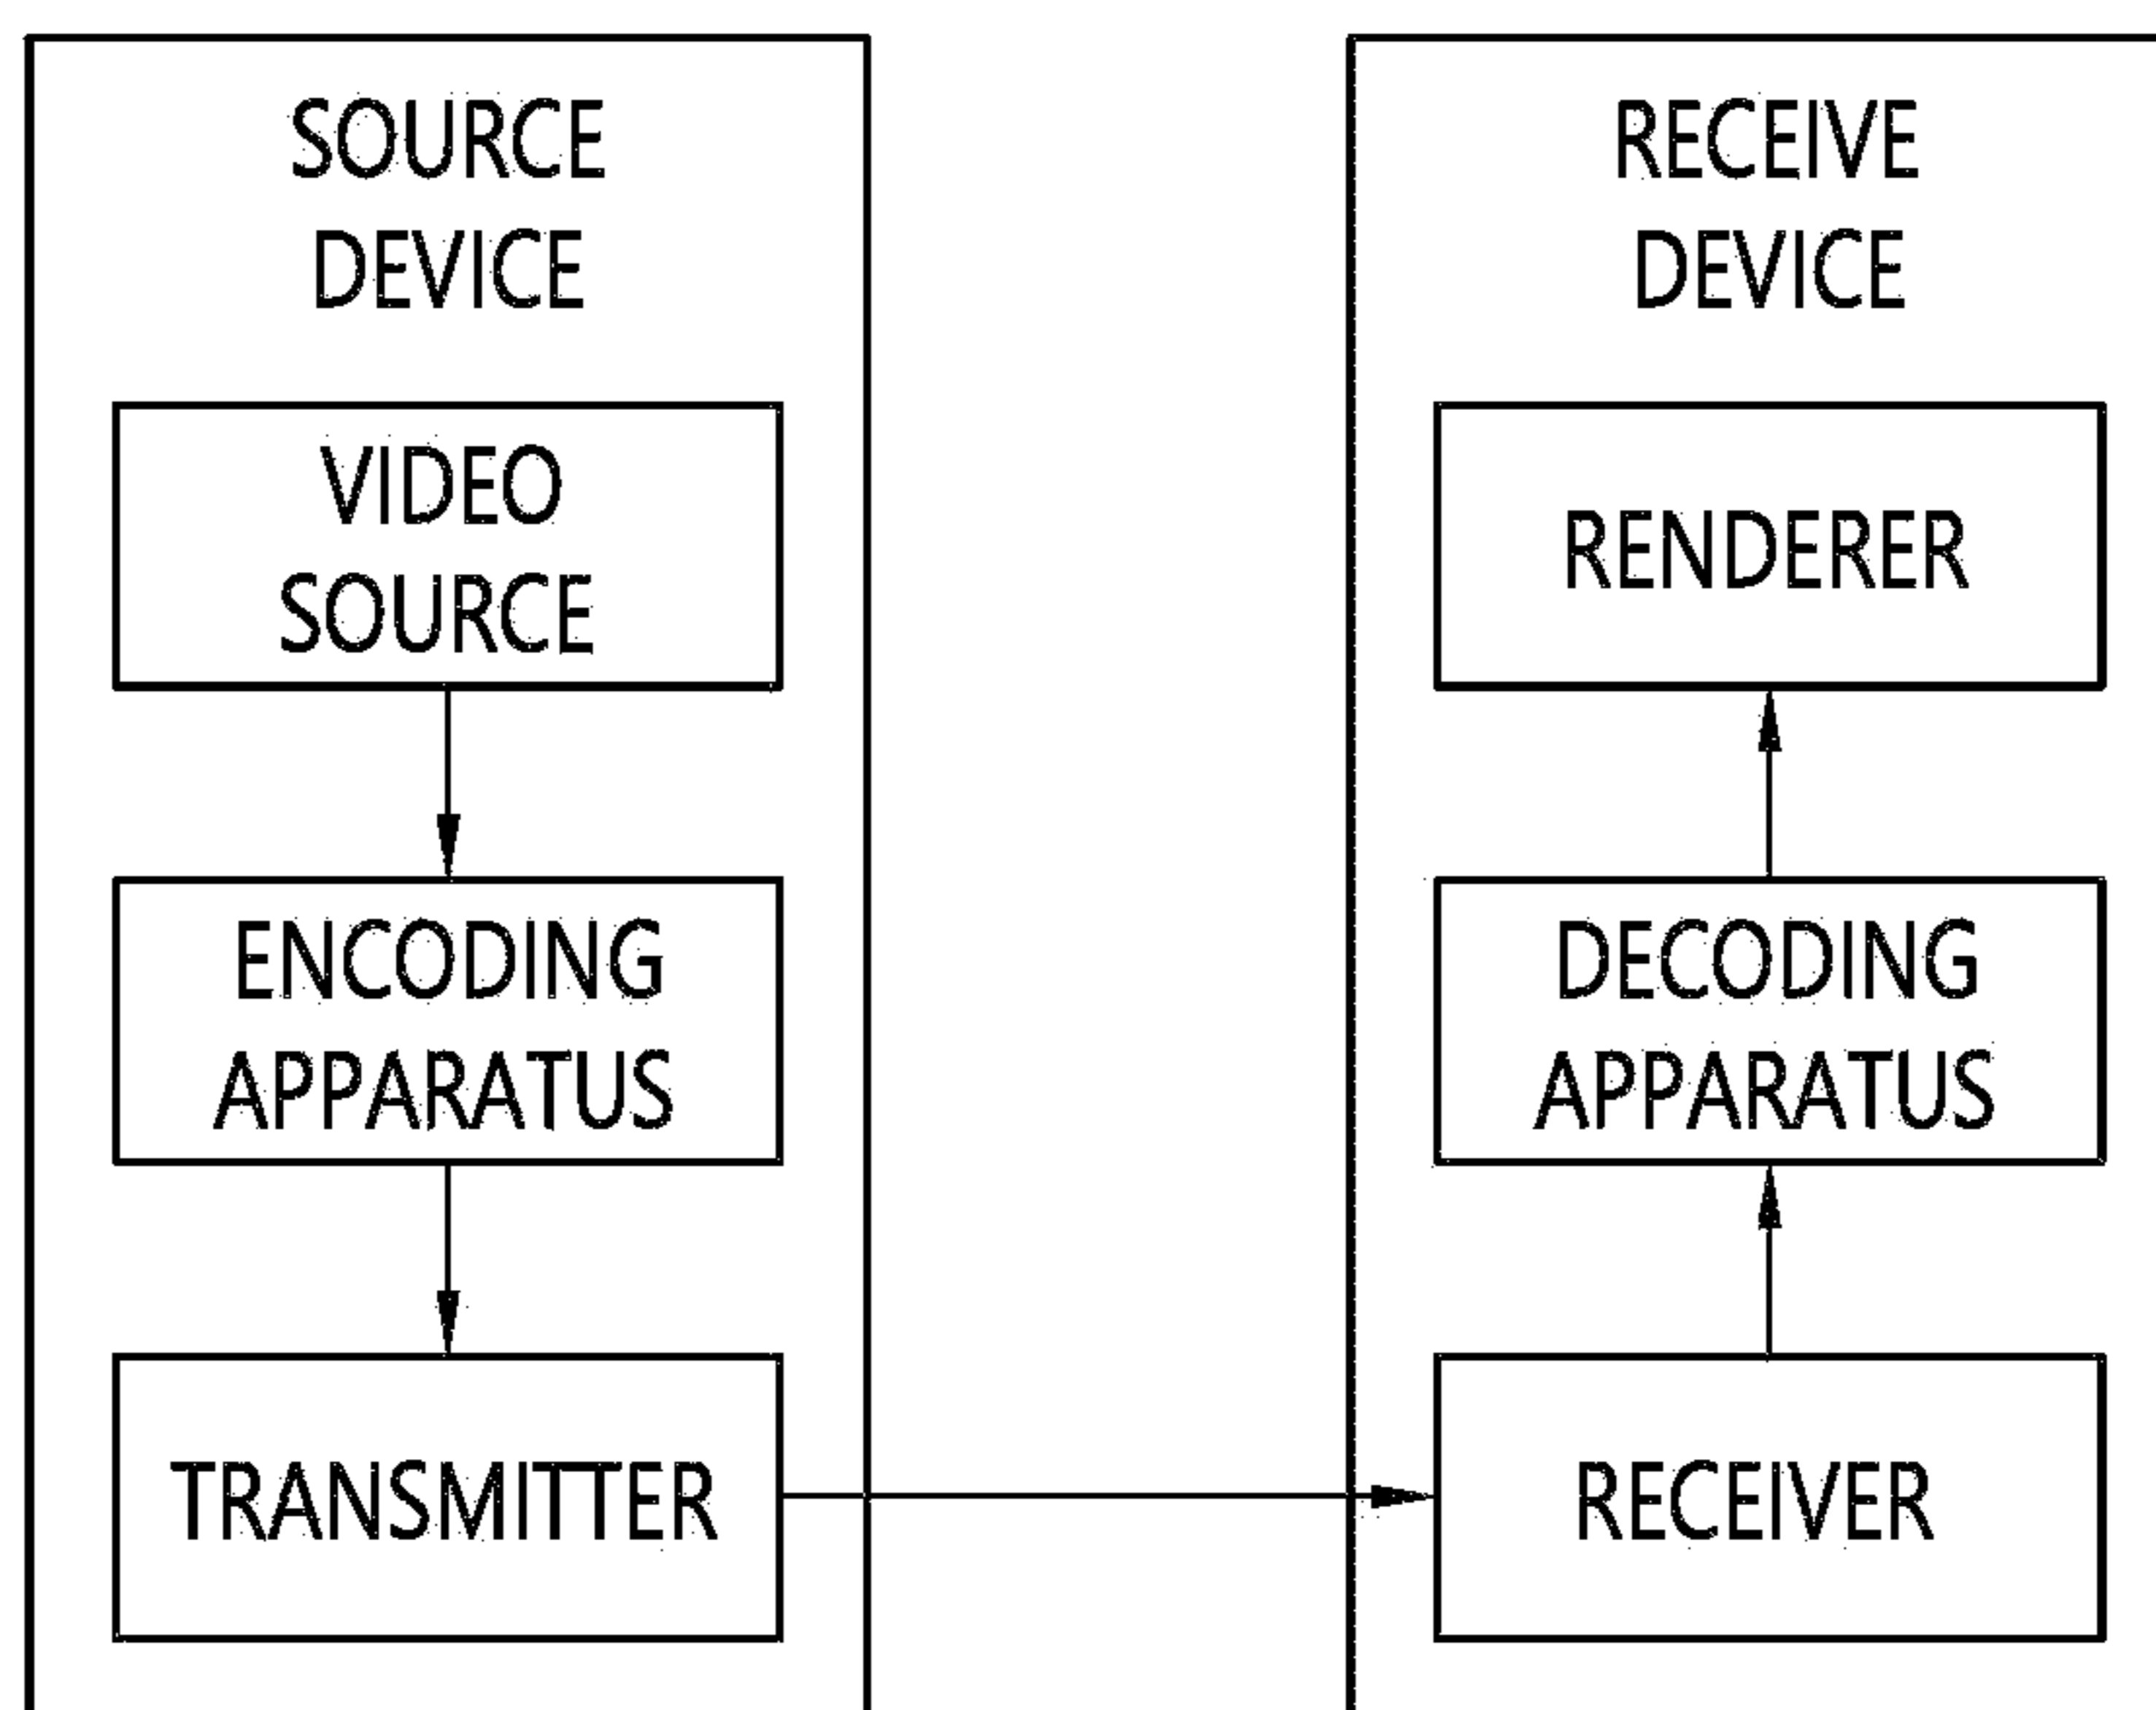 SOURCE
DEVICE
VIDEO
SOURCE
ENCODING
APPARATUS
TRANSMITTER
RECEIVE
DEVICE
RENDERER
DECODING
APPARATUS
RECEIVER